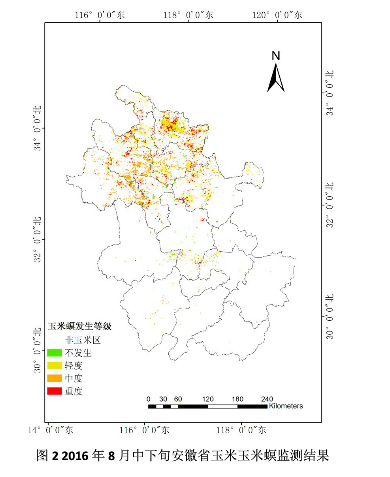 116° 0′0″东 118° 0′0″东 120° 0′0″东
N
34° 0′0″北
34° 0′0″北
32° 0′0″北
32° 0′0″北
30° 0′0″北
30° 0′0″北
玉米螟发生等级
非玉米区
不发生
轻度
中度
重度
0 30 60 120 180 240
Kilometers
14° 0′0″东 116° 0′0″东 118° 0′0″东
图 2 2016 年 8 月中下旬安徽省玉米玉米螟监测结果